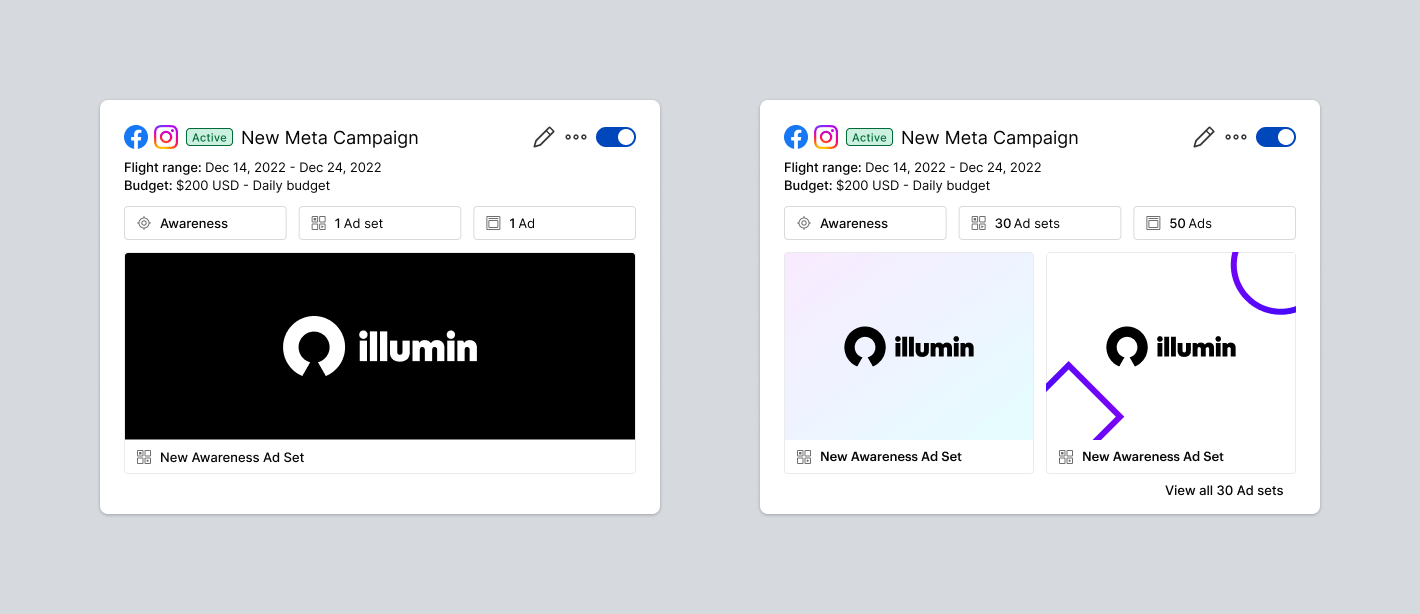 Active New Meta Campaign
Flight range: Dec 14, 2022 - Dec 24, 2022
Budget: $200 USD - Daily budget
Awareness
1 Ad set
1 Ad
illumin
New Awareness Ad Set
Active New Meta Campaign
Flight range: Dec 14, 2022 - Dec 24, 2022
Budget: $200 USD - Daily budget
Awareness
30 Ad sets
50 Ads
illumin
New Awareness Ad Set
illumin
New Awareness Ad Set
View all 30 Ad sets